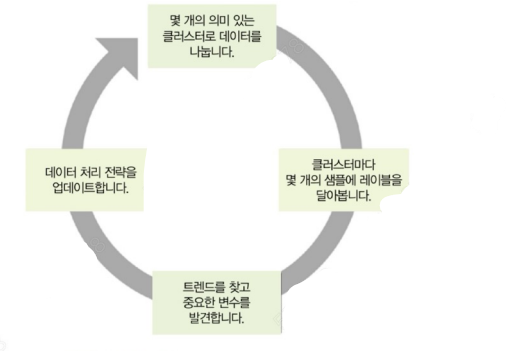 몇 개의 의미 있는
클러스터로 데이터를
나눕니다.
클러스터마다
몇 개의 샘플에 레이블을
달아봅니다.
트렌드를 찾고
중요한 변수를
발견합니다.
데이터 처리 전략을
업데이트합니다.